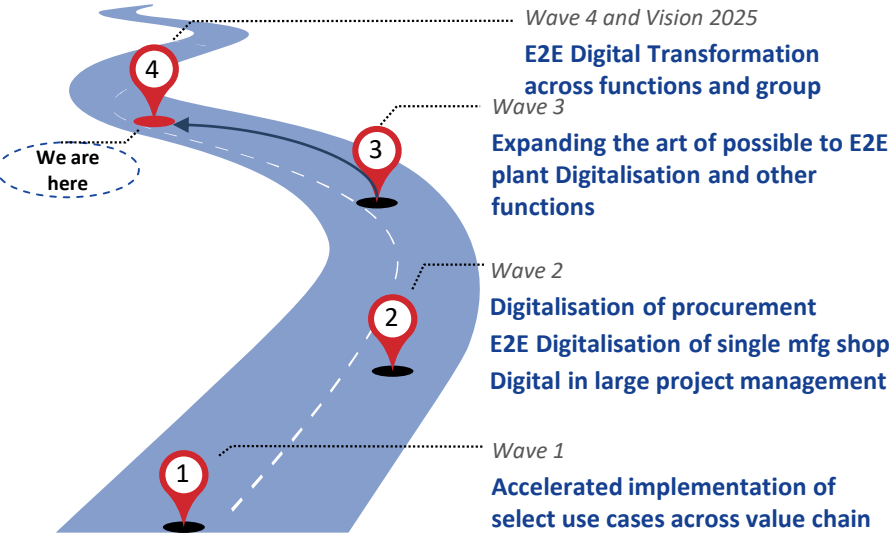 Wave 4 and Vision 2025
E2E Digital Transformation
across functions and group
4
Wave 3
3
Expanding the art of possible to E2E
plant Digitalisation and other
functions
We are
here
Wave 2
2
Digitalisation of procurement
E2E Digitalisation of single mfg shop
Digital in large project management
Wave 1
1
Accelerated implementation of
select use cases across value chain